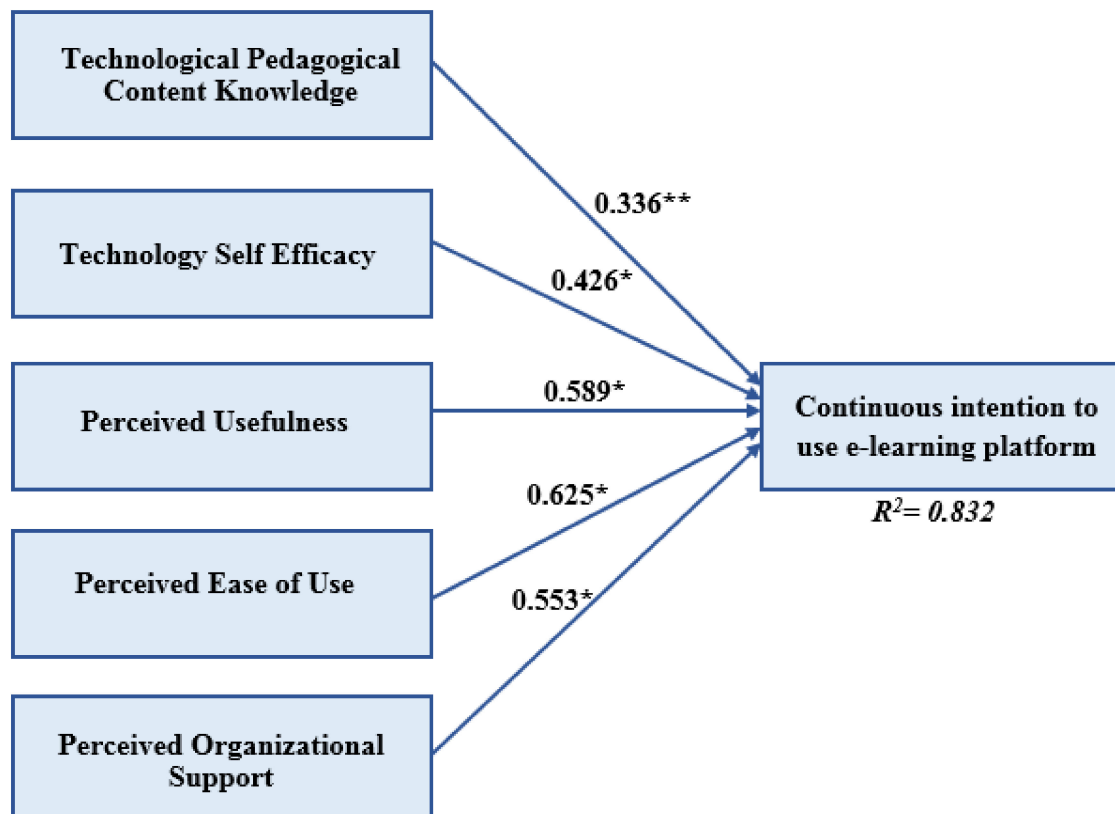 Technological Pedagogical
Content Knowledge
0.336**
Technology Self Efficacy
0.426*
Perceived Usefulness
0.589*
Continuous intention to
use e-learning platform
R²= 0.832
Perceived Ease of Use
0.625*
0.553*
Perceived Organizational
Support